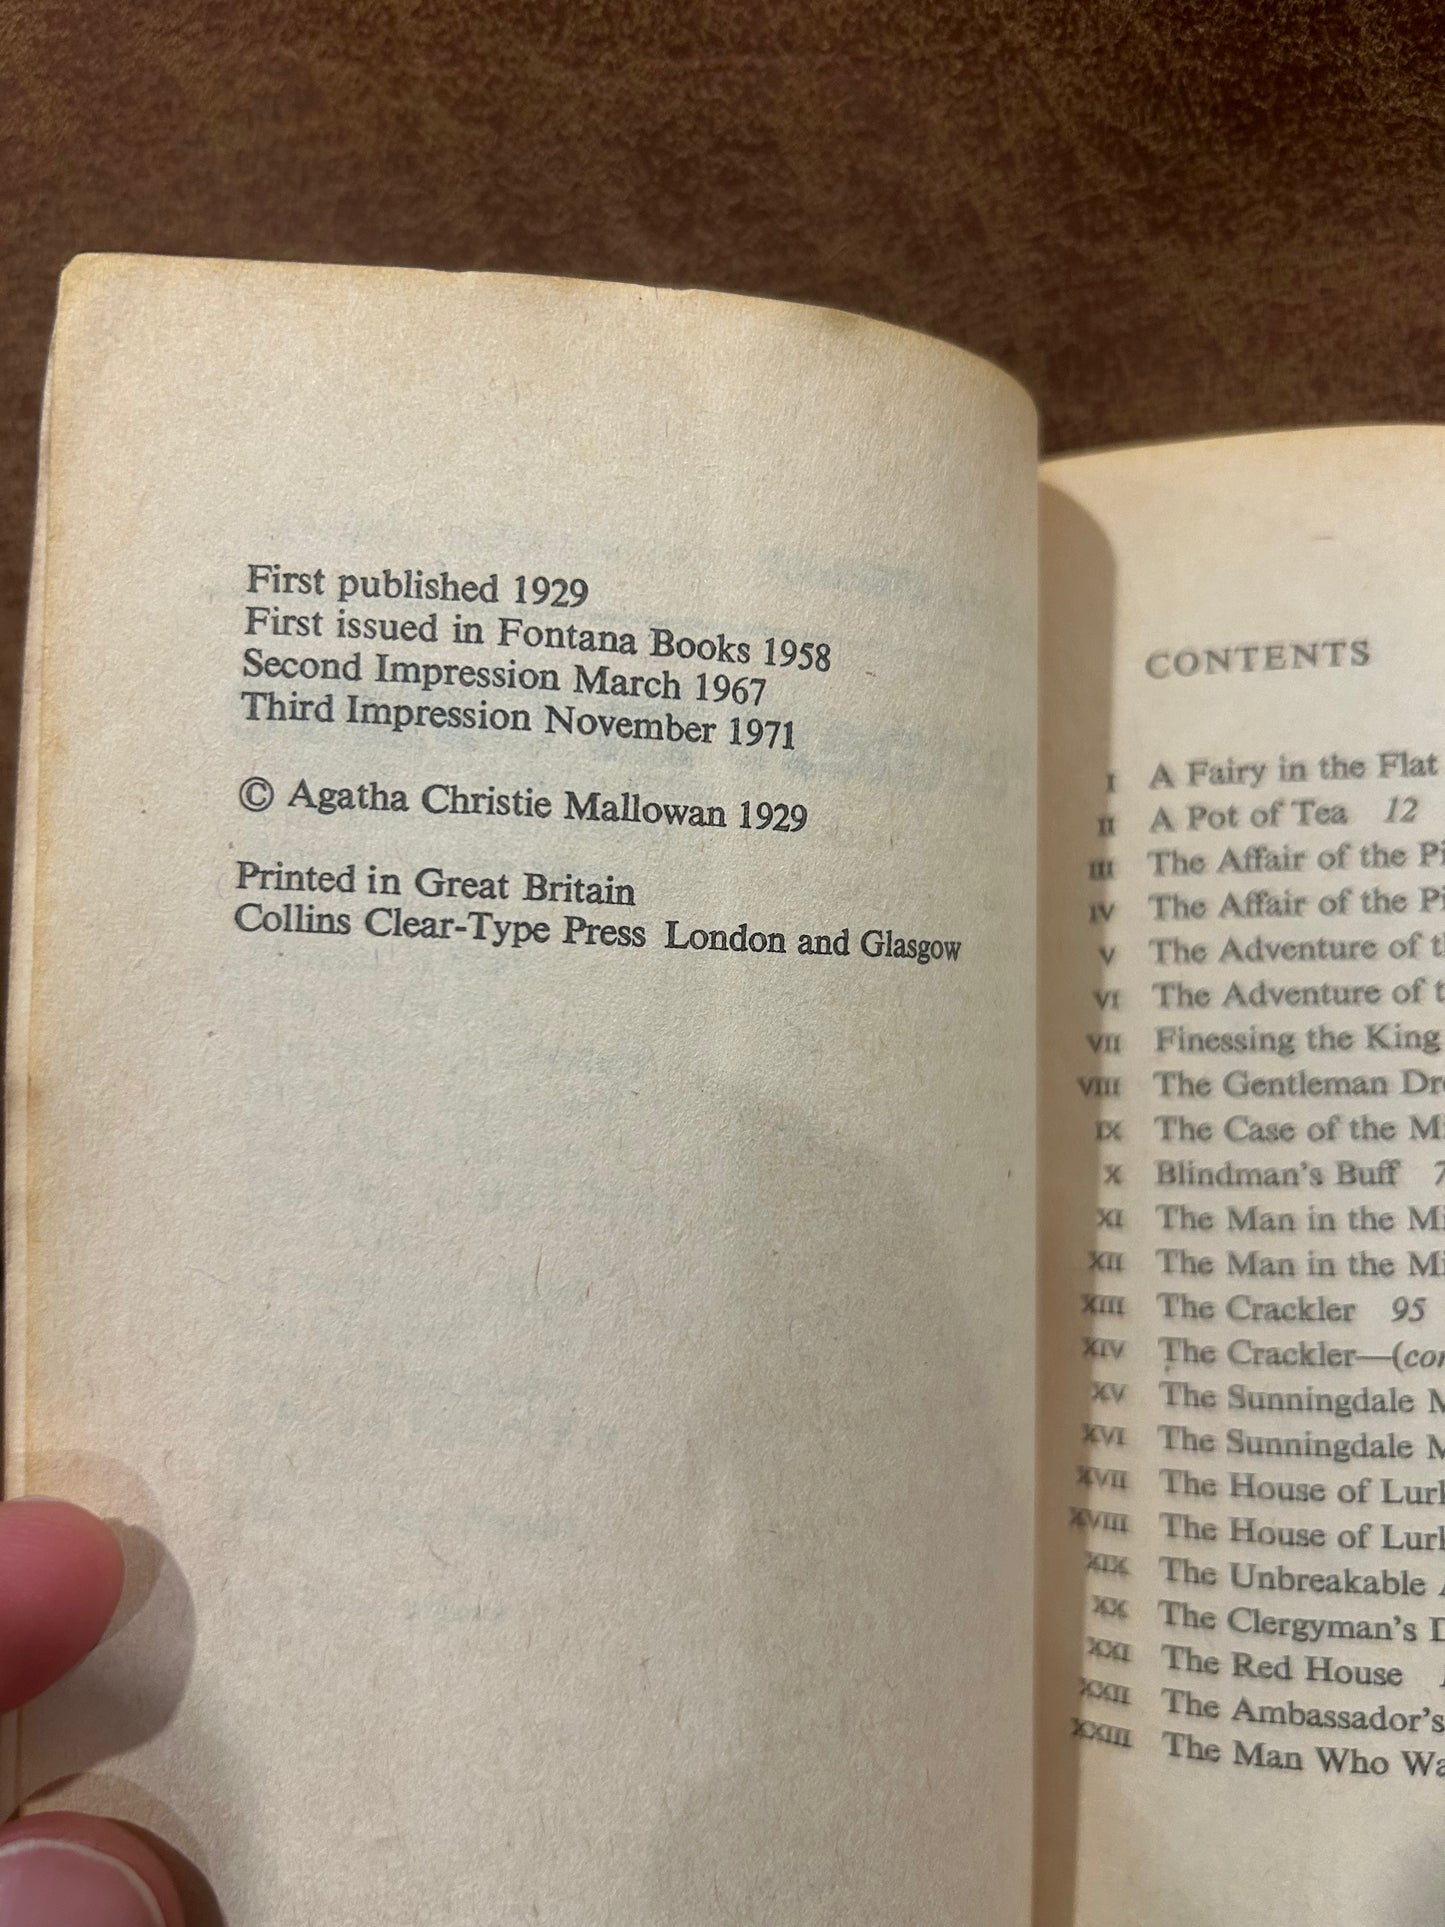 First published 1929
First issued in Fontana Books 1958
Second Impression March 1967
Third Impression November 1971
© Agatha Christie Mallowan 1929
Printed in Great Britain
Collins Clear-Type Press London and Glasgow
CONTENTS
I A Fairy in the Flat
II A Pot of Tea 12
III The Affair of the
IV The Affair of the
V The Adventure of
VI The Adventure of
VII Finessing the King
VIII The Gentleman
IX The Case of the
X Blindman's Buff
XI The Man in the
XII The Man in the
XIII The Crackler 95
XIV The Crackler—
XV The Sunningdale
XVI The Sunningdale
XVII The House of
XVIII The House of
XIX The Unbreakable
XX The Clergyman's
XXI The Red House
XXII The Ambassador's
XXIII The Man Who